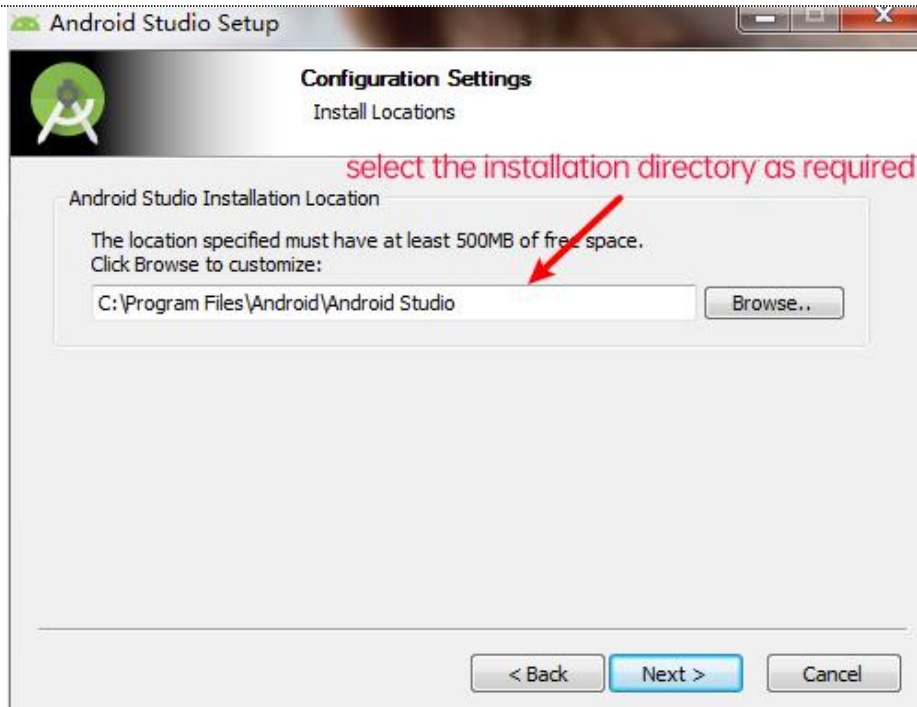 Android Studio Setup
Configuration Settings
Install Locations
select the installation directory as required
Android Studio Installation Location
The location specified must have at least 500MB of free space.
Click Browse to customize:
C:\Program Files\Android\Android Studio
Browse..
< Back
Next >
Cancel